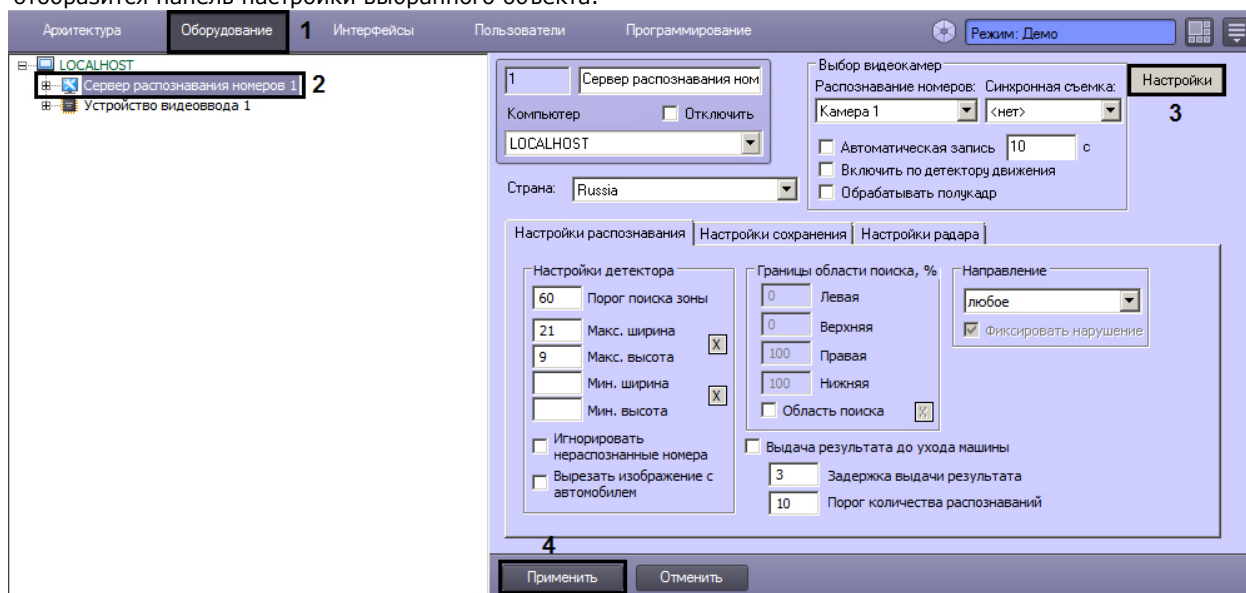 отобразится панель настройки выбранного объекта.
Архитектура Оборудование 1 Интерфейсы Пользователи Программирование Режим: Демо
LOCALHOST
Сервер распознавания номеров 1 2
Устройство видеоввода 1
1 Сервер распознавания ном
Компьютер Отключить
LOCALHOST
Страна: Russia
Выбор видеокамер
Распознавание номеров: Синхронная съемка:
Камера 1 <нет>
Автоматическая запись 10 с
Включить по детектору движения
Обрабатывать полукадр
Настройки
3
Настройки распознавания Настройки сохранения Настройки радара
Настройки детектора
60 Порог поиска зоны
21 Макс. ширина
X
9 Макс. высота
Мин. ширина
X
Мин. высота
Игнорировать
нераспознанные номера
Вырезать изображение с
автомобилем
Границы области поиска, %
0 Левая
0 Верхняя
100 Правая
100 Нижняя
Область поиска X
Направление
любое
Фиксировать нарушение
Выдача результата до ухода машины
3 Задержка выдачи результата
10 Порог количества распознаваний
4
Применить Отменить